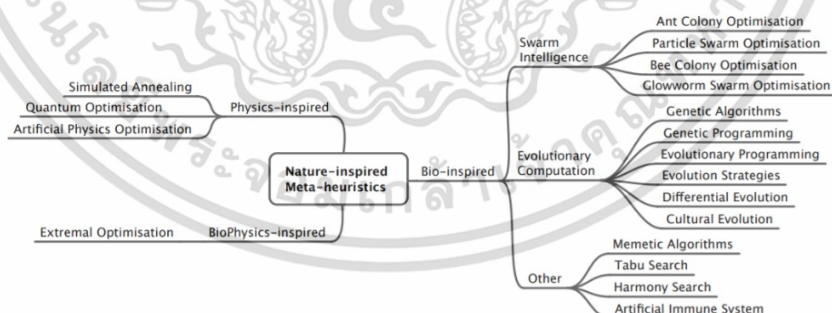 Nature-inspired
Meta-heuristics
Physics-inspired
Simulated Annealing
Quantum Optimisation
Artificial Physics Optimisation
BioPhysics-inspired
Extremal Optimisation
Bio-inspired
Swarm
Intelligence
Ant Colony Optimisation
Particle Swarm Optimisation
Bee Colony Optimisation
Glowworm Swarm Optimisation
Evolutionary
Computation
Genetic Algorithms
Genetic Programming
Evolutionary Programming
Evolution Strategies
Differential Evolution
Cultural Evolution
Other
Memetic Algorithms
Tabu Search
Harmony Search
Artificial Immune System